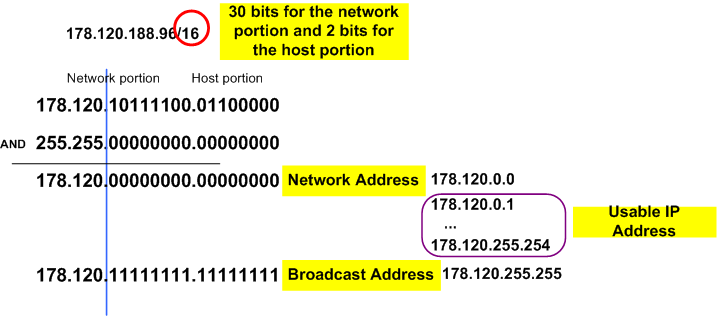 178.120.188.96/16
30 bits for the network
portion and 2 bits for
the host portion
Network portion Host portion
178.120.10111100.01100000
AND 255.255.00000000.00000000
178.120.00000000.00000000 Network Address 178.120.0.0
178.120.0.1
...
178.120.255.254
Usable IP
Address
178.120.11111111.11111111 Broadcast Address 178.120.255.255